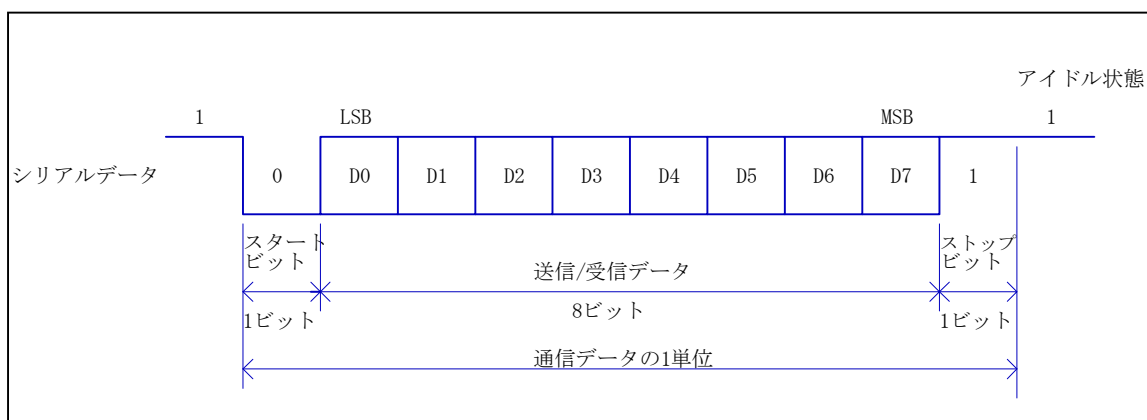 アイドル状態
1 LSB MSB 1
シリアルデータ 0 D0 D1 D2 D3 D4 D5 D6 D7 1
スタート
ビット
ストップ
ビット
送信/受信データ
1ビット 8ビット 1ビット
通信データの1単位